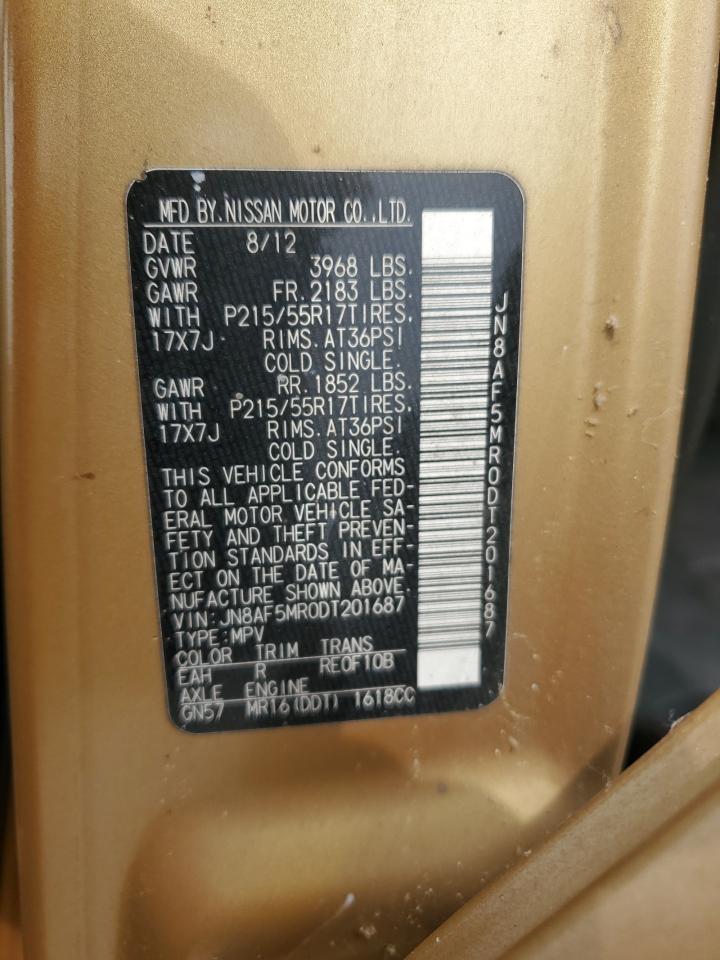 MFD BY.NISSAN MOTOR CO.,LTD.
DATE 8/12
GVWR 3968 LBS.
GAWR FR.2183 LBS.
WITH P215/55R17TIRES.
17X7J RIMS.AT36PSI
COLD SINGLE.
GAWR RR.1852 LBS.
WITH P215/55R17TIRES.
17X7J RIMS.AT36PSI
COLD SINGLE.
THIS VEHICLE CONFORMS
TO ALL APPLICABLE FED-
ERAL MOTOR VEHICLE SA-
FETY AND THEFT PREVEN-
TION STANDARDS IN EFF-
ECT ON THE DATE OF MA-
NUFACTURE SHOWN ABOVE.
VIN:JN8AF5MR0DT201687
TYPE:MPV
COLOR TRIM TRANS
EAH R RE0F10B
AXLE ENGINE
GN57 MR16(DDT) 1618CC
JN8AF5MR0DT201687